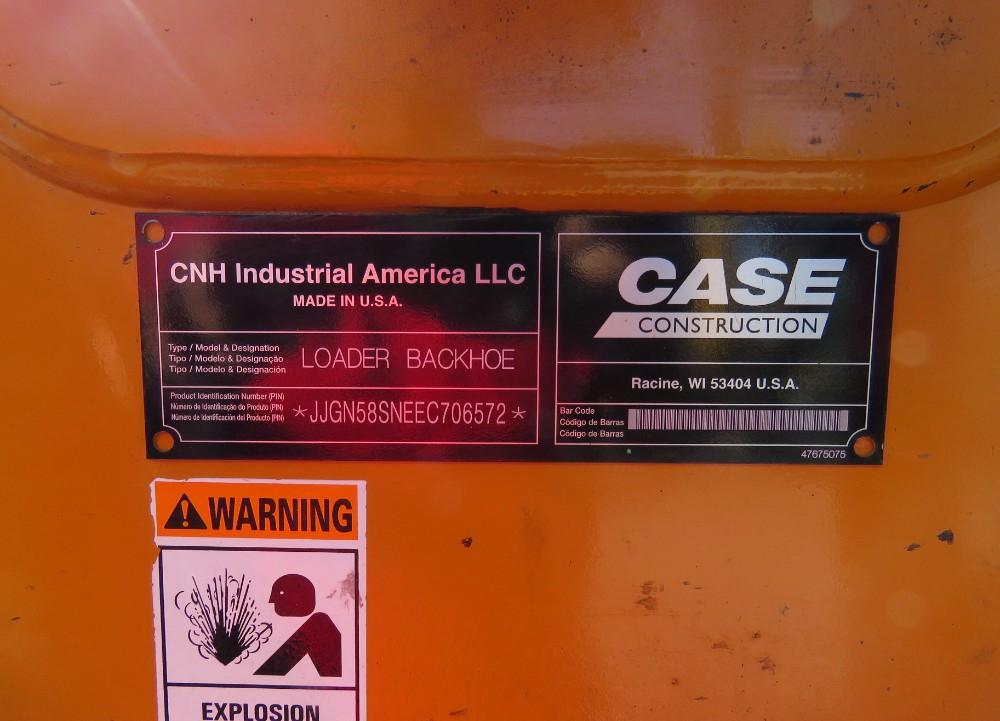 CNH Industrial America LLC
MADE IN U.S.A.
Type / Model & Designation
Tipo / Modelo & Designação
Tipo / Modelo & Designación
LOADER BACKHOE
Product Identification Number (PIN)
Número de Identificação do Produto (PIN)
Número de Identificación del Producto (PIN)
*JJGN58SNEEC706572*
CASE
CONSTRUCTION
Racine, WI 53404 U.S.A.
Bar Code
Código de Barras
Código de Barras
47675075
WARNING
EXPLOSION